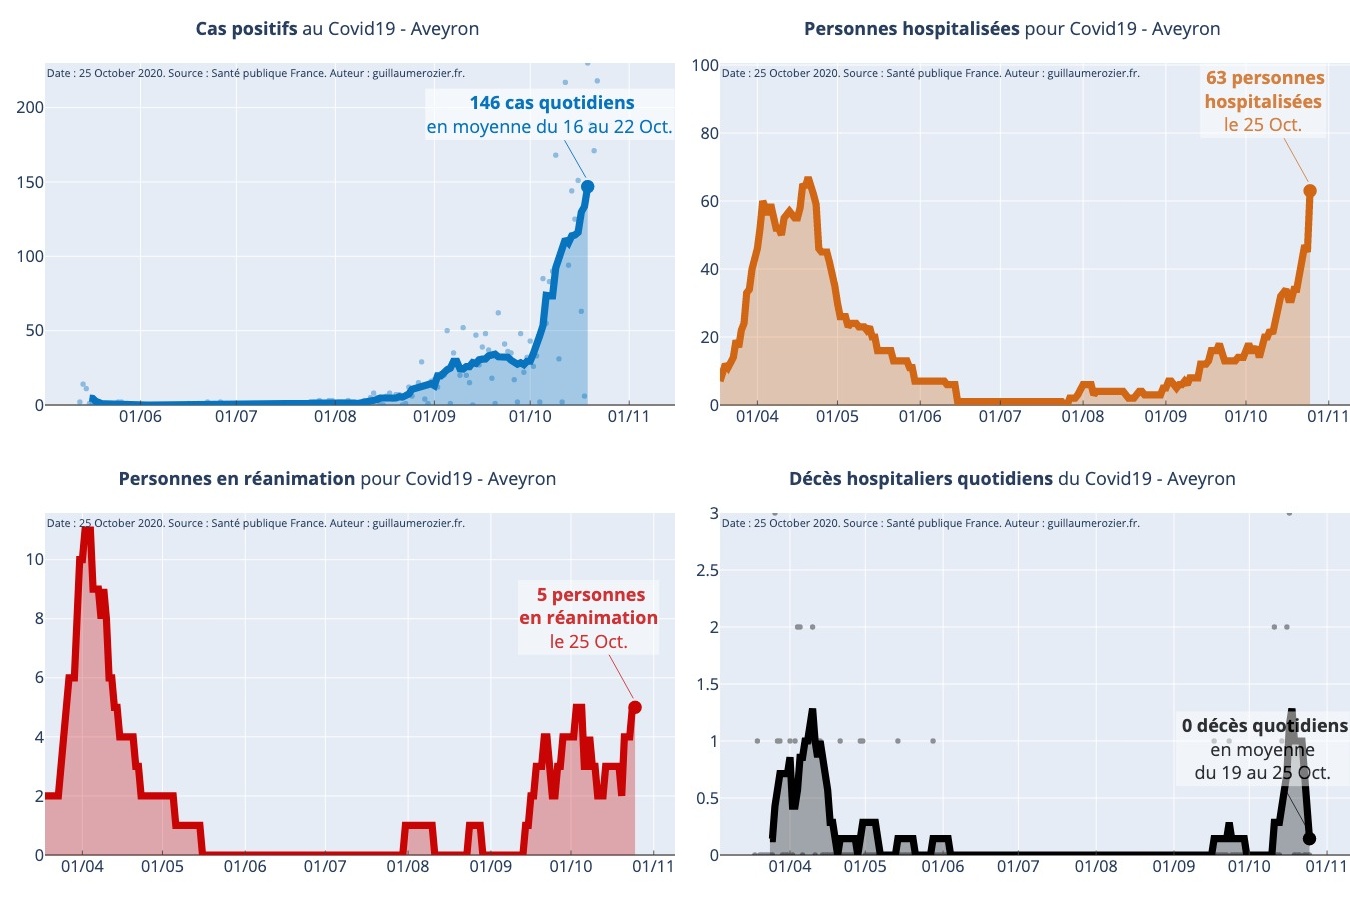 Cas positifs au Covid19 - Aveyron
Date : 25 October 2020. Source : Santé publique France. Auteur : guillaumerozier.fr.
146 cas quotidiens
en moyenne du 16 au 22 Oct.
200
150
100
50
0
01/06 01/07 01/08 01/09 01/10 01/11
Personnes hospitalisées pour Covid19 - Aveyron
Date : 25 October 2020. Source : Santé publique France. Auteur : guillaumerozier.fr.
63 personnes
hospitalisées
le 25 Oct.
100
80
60
40
20
0
01/04 01/05 01/06 01/07 01/08 01/09 01/10 01/11
Personnes en réanimation pour Covid19 - Aveyron
Date : 25 October 2020. Source : Santé publique France. Auteur : guillaumerozier.fr.
5 personnes
en réanimation
le 25 Oct.
10
8
6
4
2
0
01/04 01/05 01/06 01/07 01/08 01/09 01/10 01/11
Décès hospitaliers quotidiens du Covid19 - Aveyron
Date : 25 October 2020. Source : Santé publique France. Auteur : guillaumerozier.fr.
0 décès quotidiens
en moyenne
du 19 au 25 Oct.
3
2.5
2
1.5
1
0.5
0
01/04 01/05 01/06 01/07 01/08 01/09 01/10 01/11